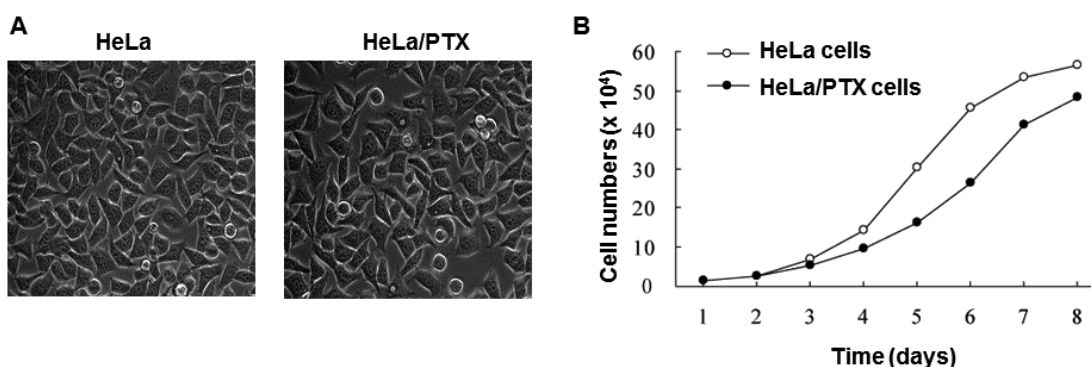 A
HeLa
HeLa/PTX
B
HeLa cells
HeLa/PTX cells
Cell numbers (x 10⁴)
60
50
40
30
20
10
0
1 2 3 4 5 6 7 8
Time (days)